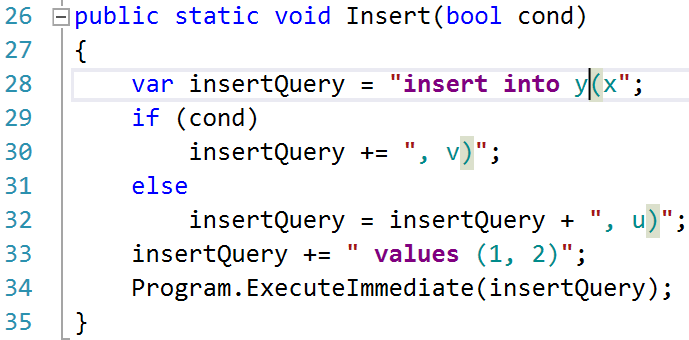 26 public static void Insert(bool cond)
27 {
28     var insertQuery = "insert into y(x";
29     if (cond)
30         insertQuery += ", v)";
31     else
32         insertQuery = insertQuery + ", u)";
33     insertQuery += " values (1, 2)";
34     Program.ExecuteImmediate(insertQuery);
35 }